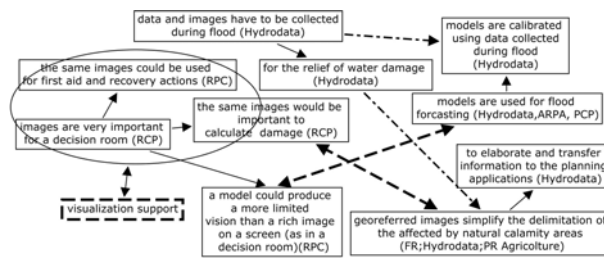 data and images have to be collected
during flood (Hydrodata)
models are calibrated
using data collected
during flood
(Hydrodata)
the same images could be used
for first aid and recovery actions (RPC)
for the relief of water damage
(Hydrodata)
the same images would be
important to
calculate damage (RCP)
models are used for flood
forcasting (Hydrodata,ARPA, PCP)
images are very important
for a decision room (RCP)
to elaborate and transfer
information to the planning
applications (Hydrodata)
visualization support
a model could produce
a more limited
vision than a rich image
on a screen (as in a
decision room)(RPC)
georeferred images simplify the delimitation of
the affected by natural calamity areas
(FR;Hydrodata;PR Agriculture)